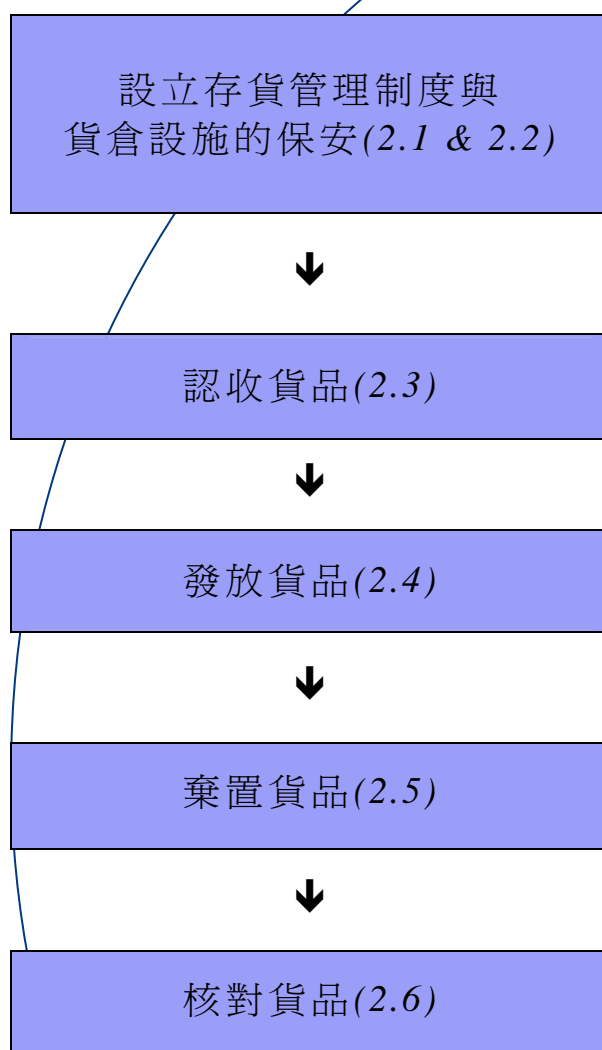 設立存貨管理制度與
貨倉設施的保安(2.1 & 2.2)
認收貨品(2.3)
發放貨品(2.4)
棄置貨品(2.5)
核對貨品(2.6)